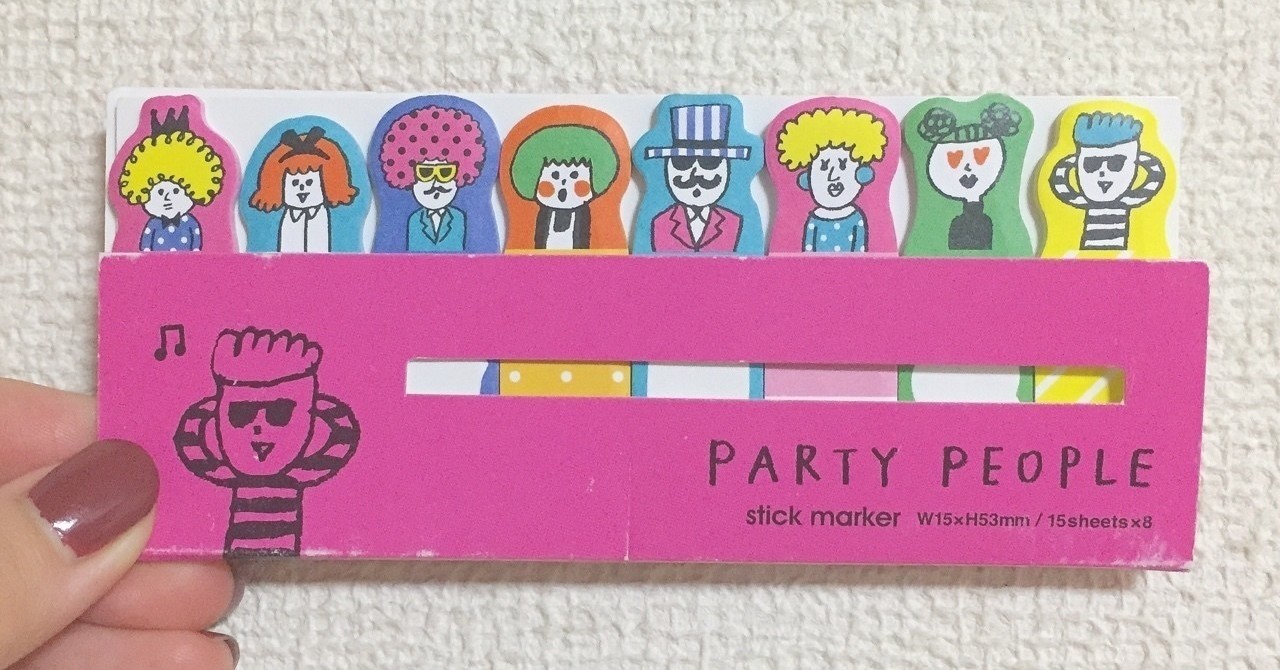 PARTY PEOPLE
stick marker W15×H53mm / 15sheets×8